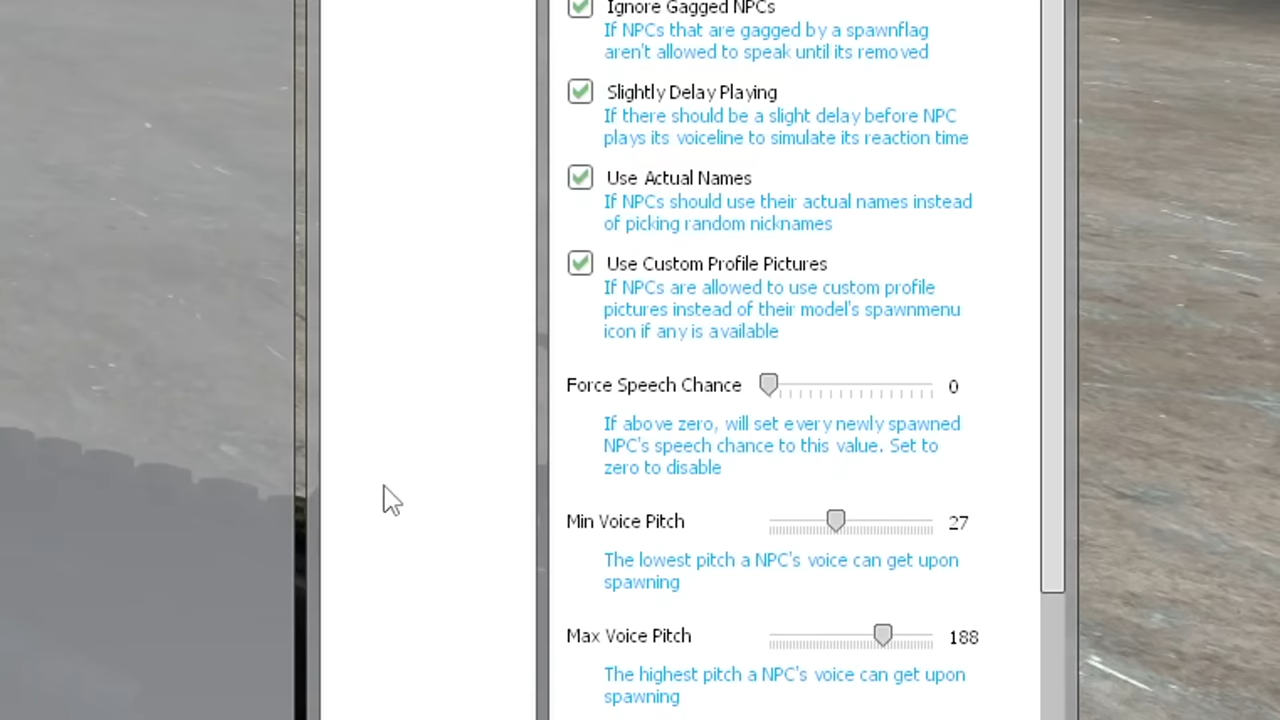 Ignore Gagged NPCs
If NPCs that are gagged by a spawnflag
aren't allowed to speak until its removed
Slightly Delay Playing
If there should be a slight delay before NPC
plays its voiceline to simulate its reaction time
Use Actual Names
If NPCs should use their actual names instead
of picking random nicknames
Use Custom Profile Pictures
If NPCs are allowed to use custom profile
pictures instead of their model's spawnmenu
icon if any is available
Force Speech Chance 0
If above zero, will set every newly spawned
NPC's speech chance to this value. Set to
zero to disable
Min Voice Pitch 27
The lowest pitch a NPC's voice can get upon
spawning
Max Voice Pitch 188
The highest pitch a NPC's voice can get upon
spawning